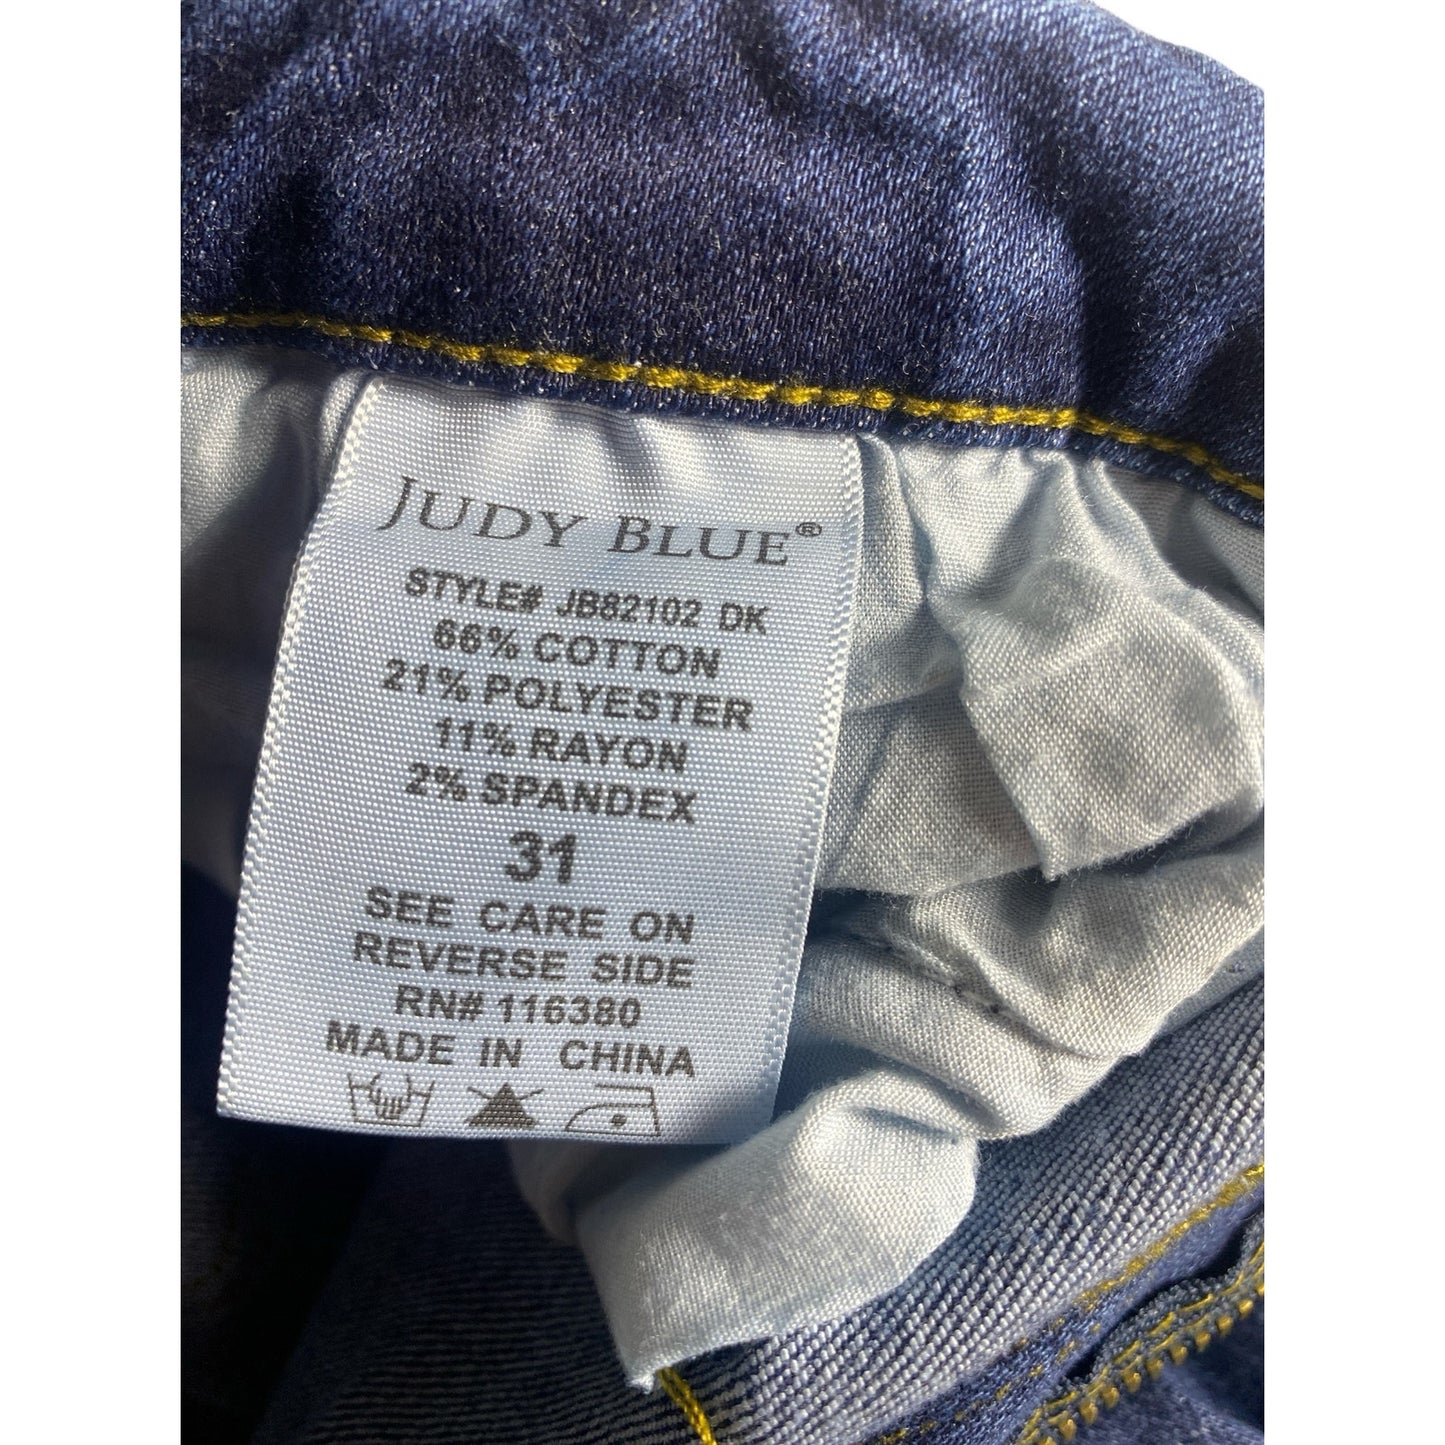 JUDY BLUE®
STYLE# JB82102 DK
66% COTTON
21% POLYESTER
11% RAYON
2% SPANDEX
31
SEE CARE ON
REVERSE SIDE
RN# 116380
MADE IN CHINA